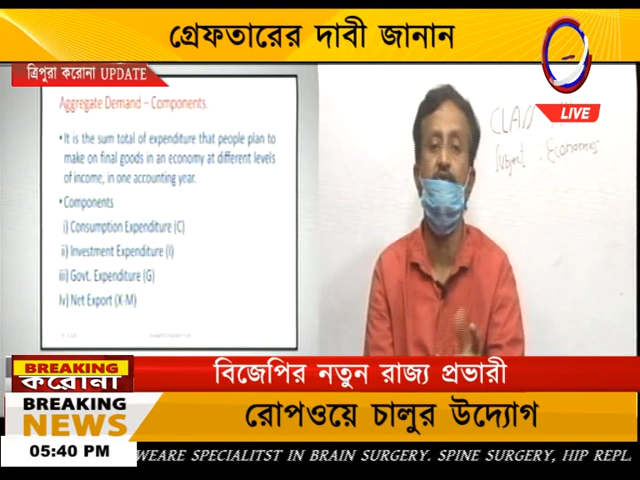 গ্রেফতারের দাবী জানান
ত্রিপুরা করোনা UPDATE
LIVE
Aggregate Demand – Components
• It is the sum total of expenditure that people plan to
make on final goods in an economy at different levels
of income, in one accounting year.
• Components
i) Consumption Expenditure (C)
ii) Investment Expenditure (I)
iii) Govt. Expenditure (G)
iv) Net Export (X-M)
CLASS
Subject : Economics
BREAKING
করোনা
বিজেপির নতুন রাজ্য প্রভারী
BREAKING
NEWS
রোপওয়ে চালুর উদ্যোগ
05:40 PM
WEARE SPECIALITST IN BRAIN SURGERY. SPINE SURGERY, HIP REPL.